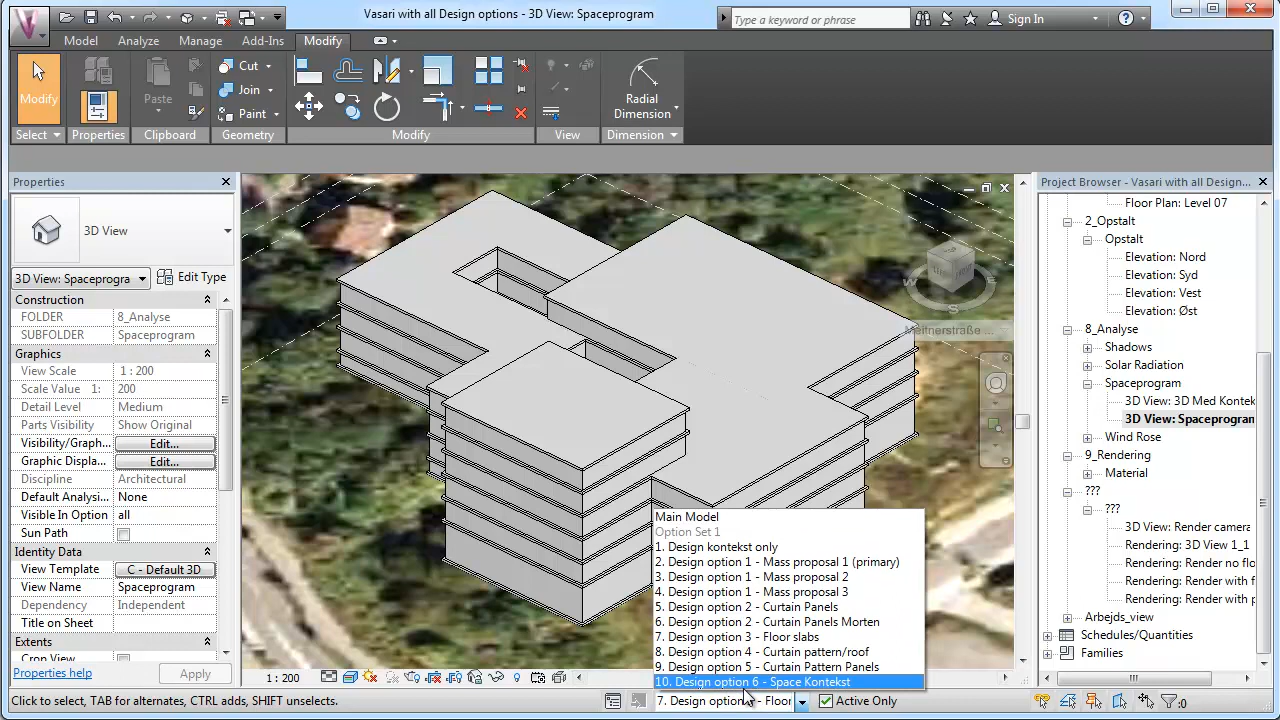 Vasari with all Design options - 3D View: Spaceprogram
Type a keyword or phrase
Sign In
Model
Analyze
Manage
Add-Ins
Modify
Modify
Select
Properties
Paste
Clipboard
Cut
Join
Paint
Geometry
Modify
View
Radial
Dimension
Dimension
Properties
3D View
3D View: Spaceprogra
Edit Type
Construction
FOLDER 8_Analyse
SUBFOLDER Spaceprogram
Graphics
View Scale 1 : 200
Scale Value 1: 200
Detail Level Medium
Parts Visibility Show Original
Visibility/Graph... Edit...
Graphic Displa... Edit...
Discipline Architectural
Default Analysi... None
Visible In Option all
Sun Path
Identity Data
View Template C - Default 3D
View Name Spaceprogram
Dependency Independent
Title on Sheet
Extents
Crop View
Properties help
Apply
W
S
Meitnerstraße ...
Main Model
Option Set 1
1. Design kontekst only
2. Design option 1 - Mass proposal 1 (primary)
3. Design option 1 - Mass proposal 2
4. Design option 1 - Mass proposal 3
5. Design option 2 - Curtain Panels
6. Design option 2 - Curtain Panels Morten
7. Design option 3 - Floor slabs
8. Design option 4 - Curtain pattern/roof
9. Design option 5 - Curtain Pattern Panels
10. Design option 6 - Space Kontekst
1 : 200
Project Browser - Vasari with all Design...
Floor Plan: Level 07
2_Opstalt
Opstalt
Elevation: Nord
Elevation: Syd
Elevation: Vest
Elevation: Øst
8_Analyse
Shadows
Solar Radiation
Spaceprogram
3D View: 3D Med Kontek
3D View: Spaceprogran
Wind Rose
9_Rendering
Material
???
???
3D View: Render camera
Rendering: 3D View 1_1
Rendering: Render no flo
Rendering: Render with f
Rendering: Render with p
Arbejds_view
Schedules/Quantities
Families
Click to select, TAB for alternates, CTRL adds, SHIFT unselects.
7. Design option - Floor
Active Only
:0